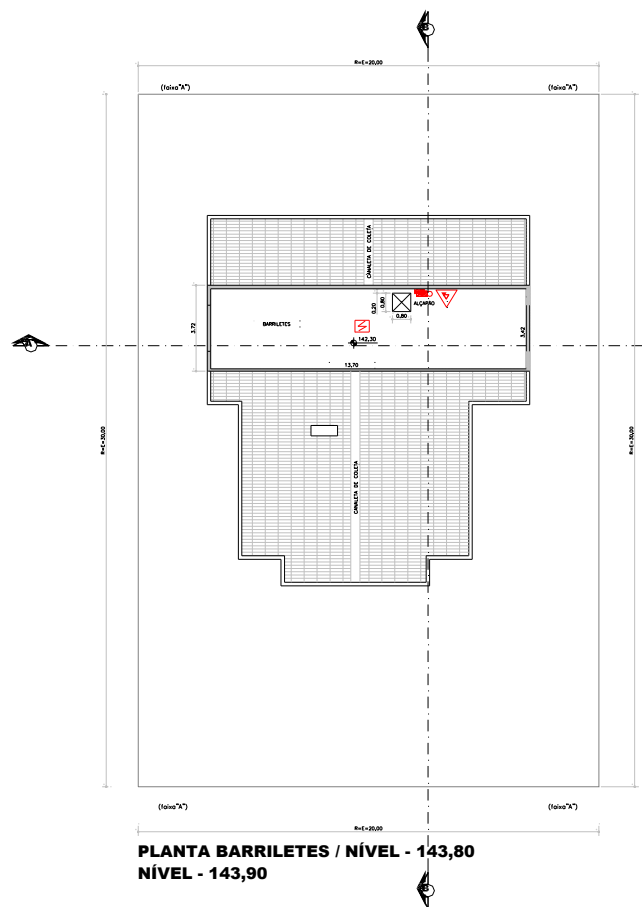 B
R=E=20,00
(faixa"A") (faixa"A")
CANALETA DE COLETA
0,20 0,80
ALÇAPÃO
0,80
3,72 BARRILETES 3,42
142,30
A
13,70
R=E=30,00 R=E=30,00
CANALETA DE COLETA
(faixa"A") (faixa"A")
R=E=20,00
PLANTA BARRILETES / NÍVEL - 143,80
NÍVEL - 143,90
B